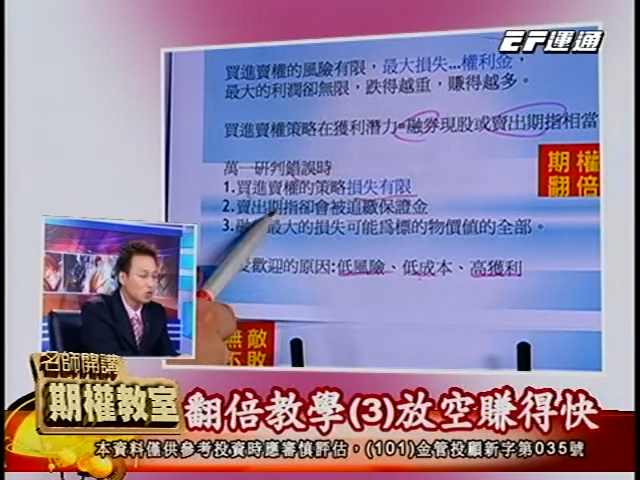 EF運通
買進賣權的風險有限，最大損失...權利金，
最大的利潤卻無限，跌得越重，賺得越多。
買進賣權策略在獲利潛力=融券現股或賣出期指相當
萬一研判錯誤時
1.買進賣權的策略損失有限
2.賣出期指卻會被追繳保證金
3.融 最大的損失可能為標的物價值的全部。
受歡迎的原因:低風險、低成本、高獲利
期權
翻倍
無敵
不敗
名師開講
期權教室
翻倍教學(3)放空賺得快
本資料僅供參考投資時應審慎評估，(101)金管投顧新字第035號